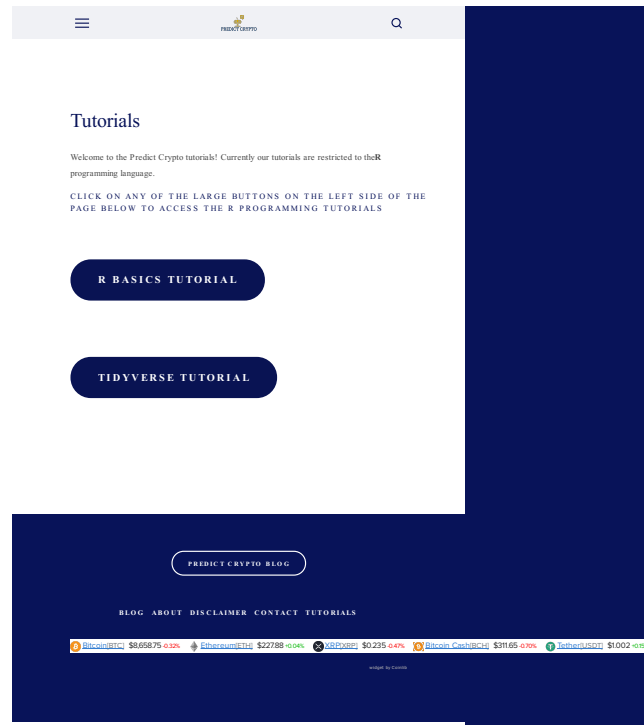 PREDICT CRYPTO
Tutorials
Welcome to the Predict Crypto tutorials! Currently our tutorials are restricted to theR
programming language.
CLICK ON ANY OF THE LARGE BUTTONS ON THE LEFT SIDE OF THE
PAGE BELOW TO ACCESS THE R PROGRAMMING TUTORIALS
R BASICS TUTORIAL
TIDYVERSE TUTORIAL
PREDICT CRYPTO BLOG
BLOG ABOUT DISCLAIMER CONTACT TUTORIALS
Bitcoin[BTC] $8,658.75 -0.32% Ethereum[ETH] $227.88 +0.04% XRP[XRP] $0.235 -0.47% Bitcoin Cash[BCH] $311.65 -0.70% Tether[USDT] $1.002
widget by Coinlib